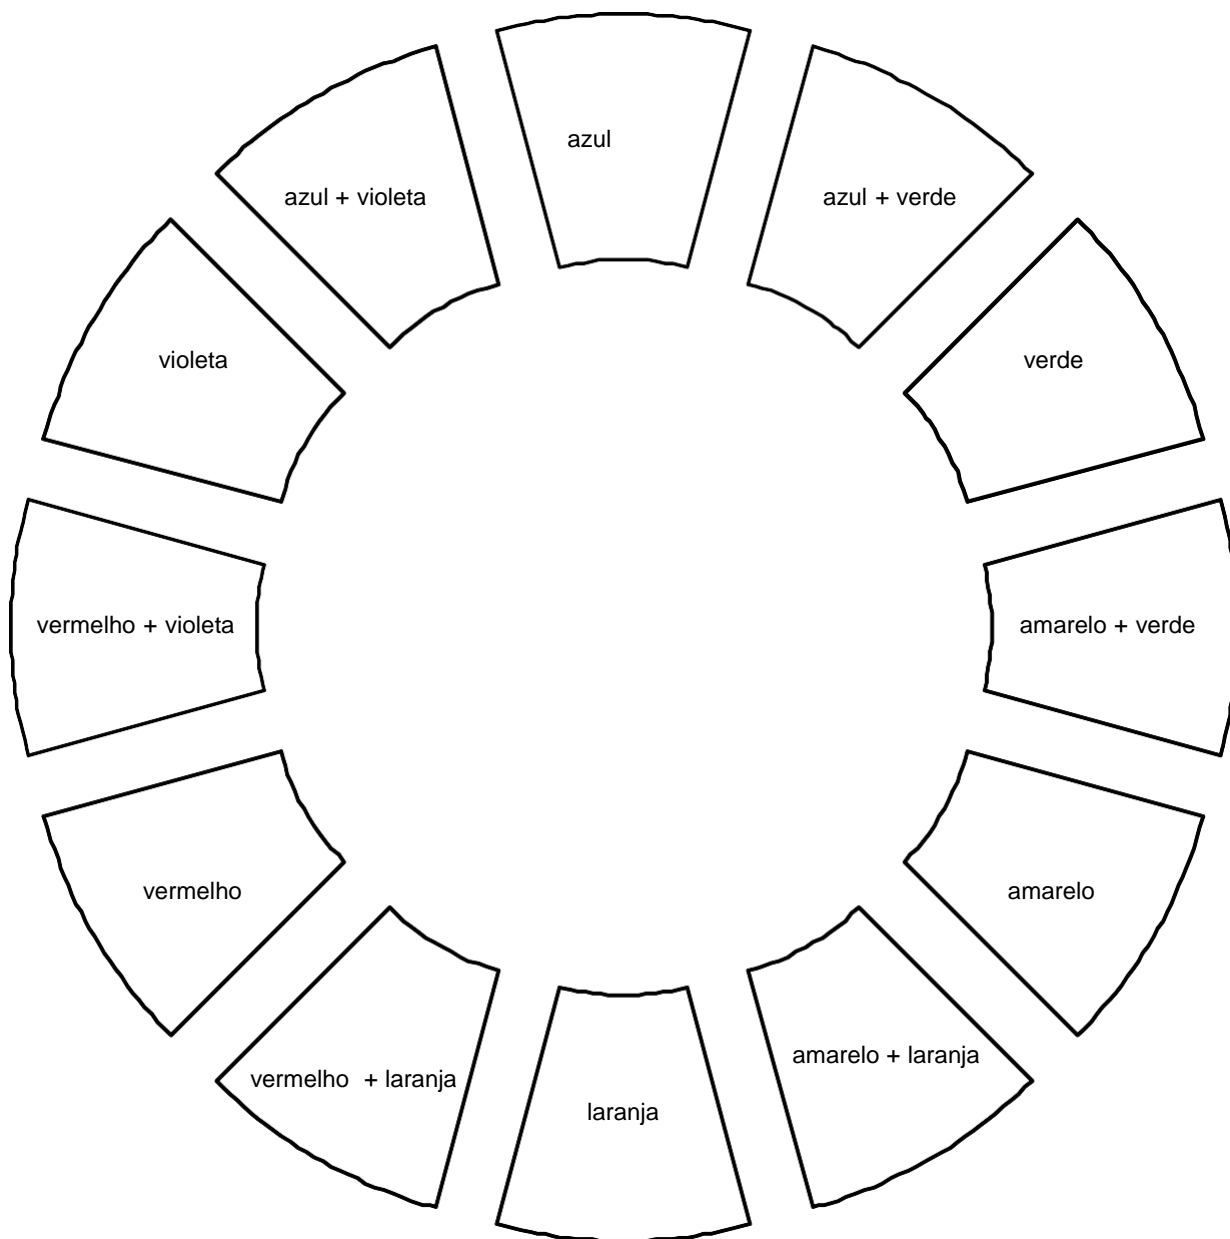 azul
azul + violeta
azul + verde
violeta
verde
vermelho + violeta
amarelo + verde
vermelho
amarelo
amarelo + laranja
vermelho  + laranja
laranja